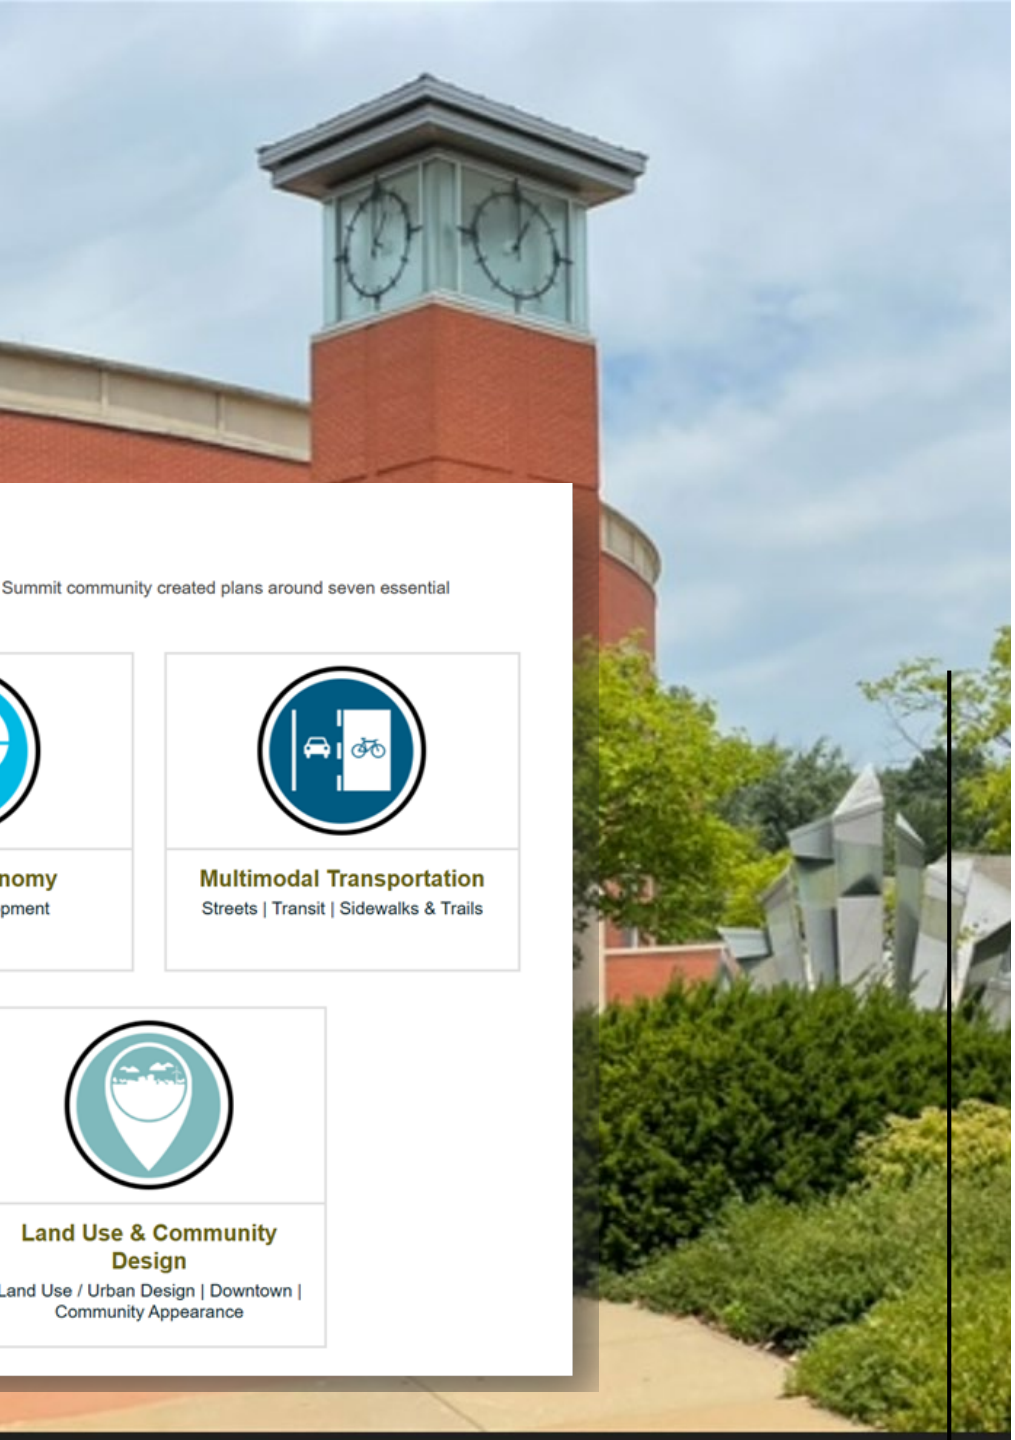 Summit community created plans around seven essential
nomy
pment
Multimodal Transportation
Streets | Transit | Sidewalks & Trails
Land Use & Community
Design
Land Use / Urban Design | Downtown |
Community Appearance